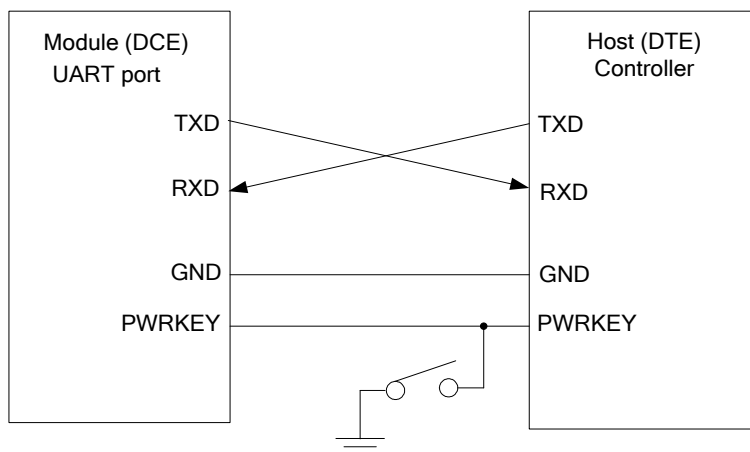 Module (DCE)
UART port
TXD
RXD
GND
PWRKEY
Host (DTE)
Controller
TXD
RXD
GND
PWRKEY